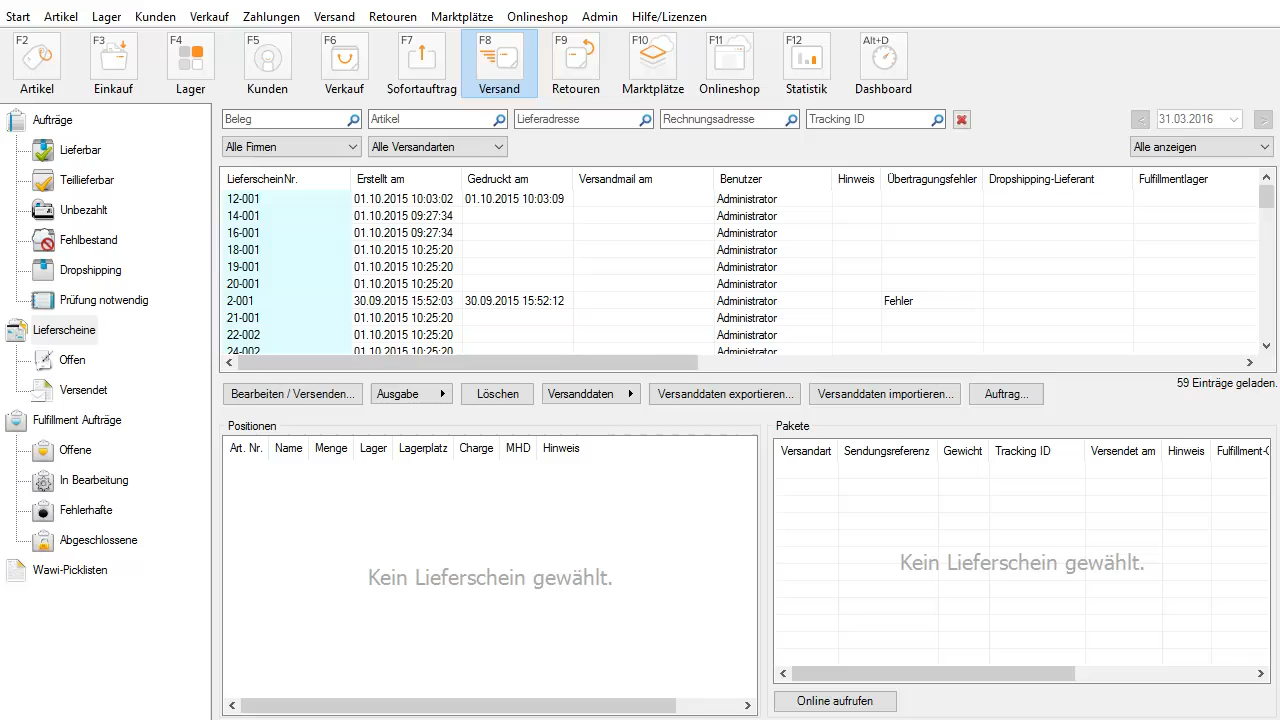 Start Artikel Lager Kunden Verkauf Zahlungen Versand Retouren Marktplätze Onlineshop Admin Hilfe/Lizenzen
F2 F3 F4 F5 F6 F7 F8 F9 F10 F11 F12 Alt+D
Artikel Einkauf Lager Kunden Verkauf Sofortauftrag Versand Retouren Marktplätze Onlineshop Statistik Dashboard
Aufträge
Lieferbar
Teillieferbar
Unbezahlt
Fehlbestand
Dropshipping
Prüfung notwendig
Lieferscheine
Offen
Versendet
Fulfillment Aufträge
Offene
In Bearbeitung
Fehlerhafte
Abgeschlossene
Wawi-Picklisten
Beleg Artikel Lieferadresse Rechnungsadresse Tracking ID < 31.03.2016 >
Alle Firmen Alle Versandarten Alle anzeigen
LieferscheinNr. Erstellt am Gedruckt am Versandmail am Benutzer Hinweis Übertragungsfehler Dropshipping-Lieferant Fulfillmentlager
12-001 01.10.2015 10:03:02 01.10.2015 10:03:09 Administrator
14-001 01.10.2015 09:27:34 Administrator
16-001 01.10.2015 09:27:34 Administrator
18-001 01.10.2015 10:25:20 Administrator
19-001 01.10.2015 10:25:20 Administrator
20-001 01.10.2015 10:25:20 Administrator
2-001 30.09.2015 15:52:03 30.09.2015 15:52:12 Administrator Fehler
21-001 01.10.2015 10:25:20 Administrator
22-002 01.10.2015 10:25:20 Administrator
24-002 01.10.2015 10:25:20 Administrator
59 Einträge geladen.
Bearbeiten / Versenden... Ausgabe Löschen Versanddaten Versanddaten exportieren... Versanddaten importieren... Auftrag...
Positionen
Art. Nr. Name Menge Lager Lagerplatz Charge MHD Hinweis
Kein Lieferschein gewählt.
Pakete
Versandart Sendungsreferenz Gewicht Tracking ID Versendet am Hinweis Fulfillment-
Kein Lieferschein gewählt.
Online aufrufen